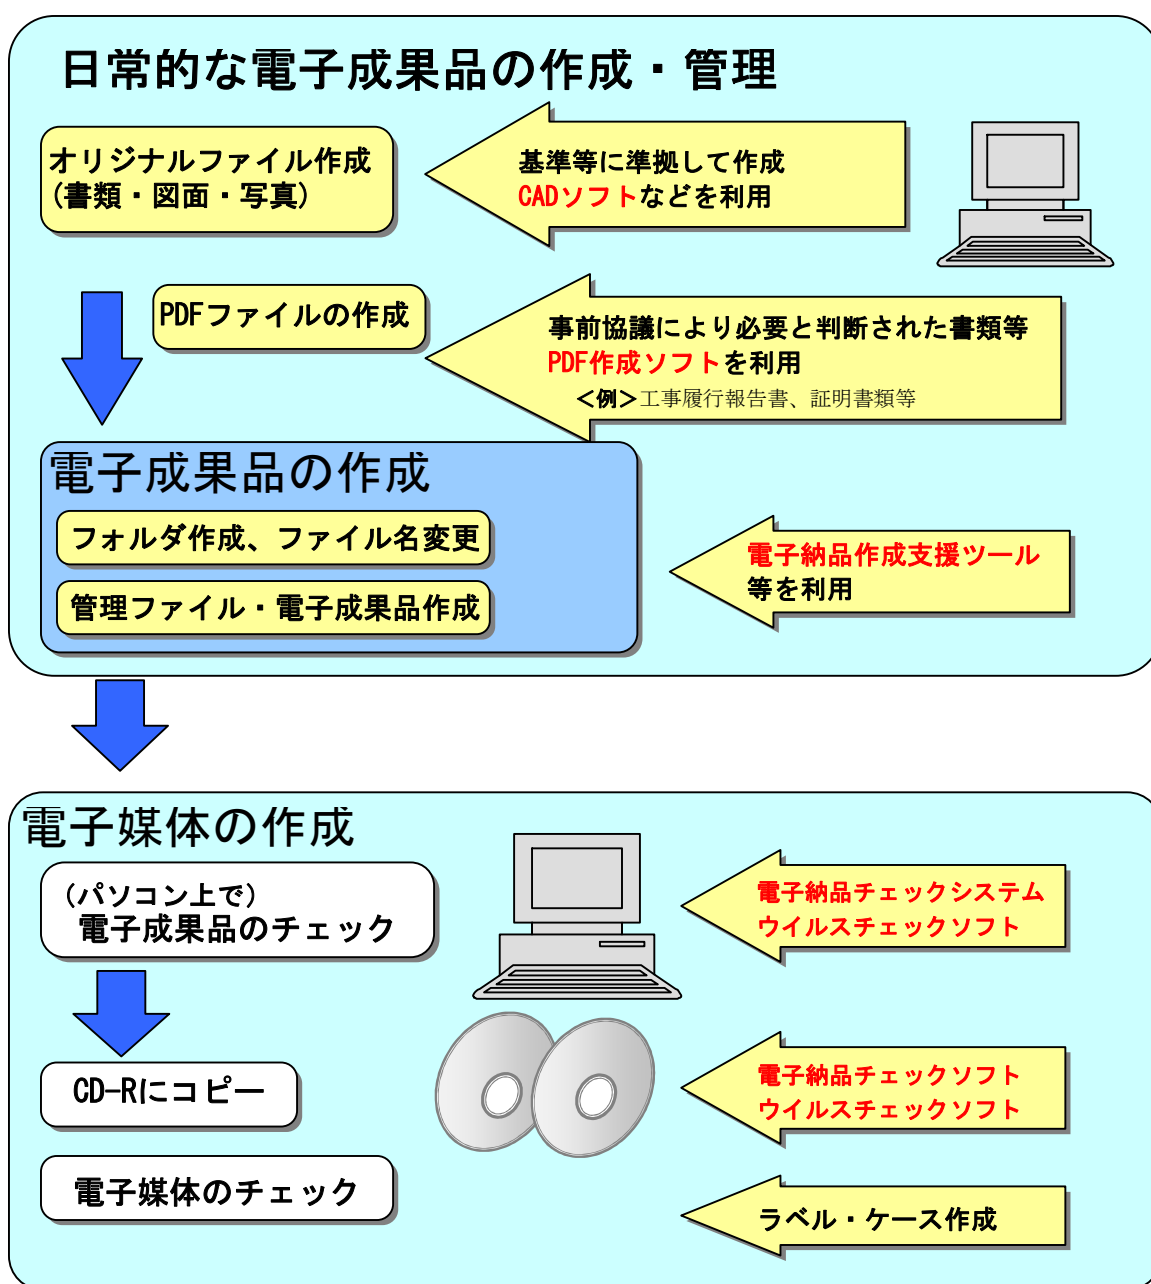 日常的な電子成果品の作成・管理
オリジナルファイル作成
(書類・図面・写真)
基準等に準拠して作成
CADソフトなどを利用
PDFファイルの作成
事前協議により必要と判断された書類等
PDF作成ソフトを利用
＜例＞工事履行報告書、証明書類等
電子成果品の作成
フォルダ作成、ファイル名変更
管理ファイル・電子成果品作成
電子納品作成支援ツール
等を利用
電子媒体の作成
(パソコン上で)
電子成果品のチェック
電子納品チェックシステム
ウイルスチェックソフト
CD-Rにコピー
電子納品チェックソフト
ウイルスチェックソフト
電子媒体のチェック
ラベル・ケース作成